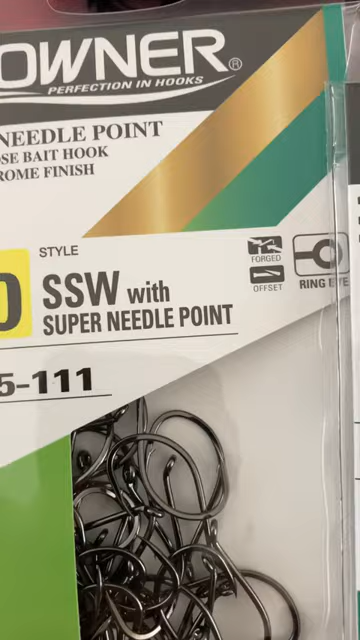 OWNER®
PERFECTION IN HOOKS
NEEDLE POINT
OSE BAIT HOOK
ROME FINISH
STYLE
SSW with
SUPER NEEDLE POINT
FORGED
OFFSET
RING EYE
5-111